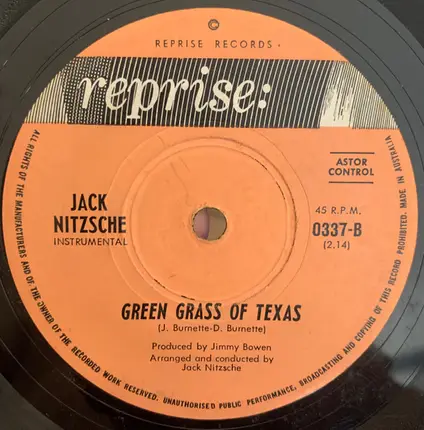 ©
REPRISE RECORDS •
reprise:
ASTOR
CONTROL
JACK
NITZSCHE
INSTRUMENTAL
45 R.P.M.
0337-B
(2.14)
GREEN GRASS OF TEXAS
(J. Burnette-D. Burnette)
Produced by Jimmy Bowen
Arranged and conducted by
Jack Nitzsche
ALL RIGHTS OF THE MANUFACTURERS AND OF THE OWNER OF THE RECORDED WORK RESERVED. UNAUTHORISED PUBLIC PERFORMANCE, BROADCASTING AND COPYING OF THIS RECORD PROHIBITED. MADE IN AUSTRALIA